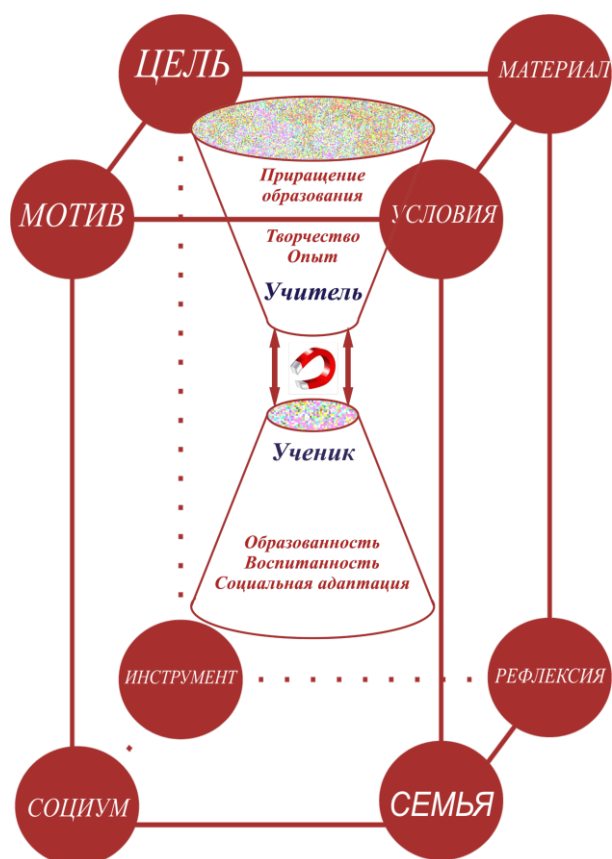 ЦЕЛЬ
МАТЕРИАЛ
Приращение
образования
МОТИВ
УСЛОВИЯ
Творчество
Опыт
Учитель
Ученик
Образованность
Воспитанность
Социальная адаптация
ИНСТРУМЕНТ
РЕФЛЕКСИЯ
СОЦИУМ
СЕМЬЯ